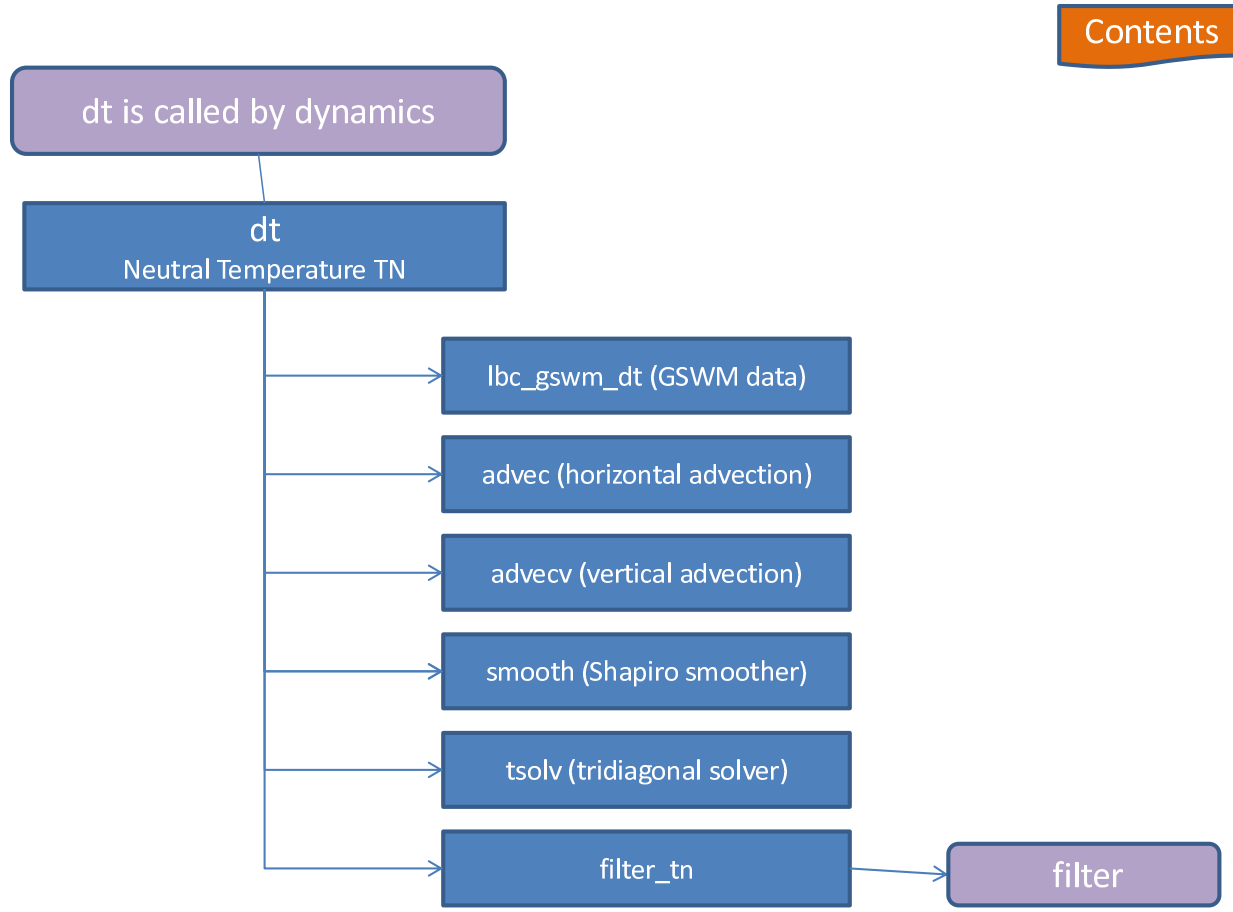 Contents
dt is called by dynamics
dt
Neutral Temperature TN
lbc_gswm_dt (GSWM data)
advec (horizontal advection)
advecv (vertical advection)
smooth (Shapiro smoother)
tsolv (tridiagonal solver)
filter_tn
filter